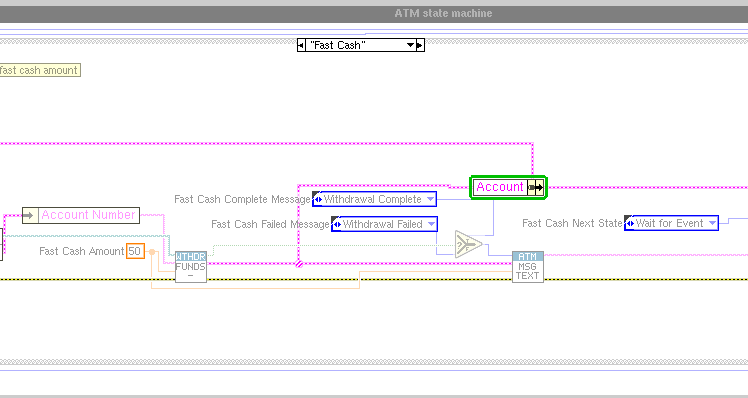 ATM state machine
"Fast Cash"
fast cash amount
Account
Fast Cash Complete Message
Withdrawal Complete
Account Number
Fast Cash Failed Message
Withdrawal Failed
Fast Cash Next State
Wait for Event
Fast Cash Amount
50
WTHDR
FUNDS
ATM
MSG
TEXT